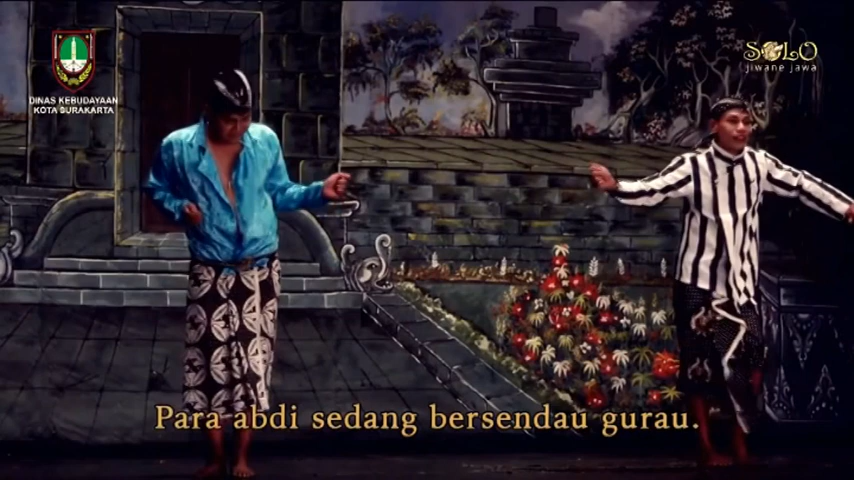 DINAS KEBUDAYAAN
KOTA SURAKARTA
SOLO
jiwane jawa
Para abdi sedang bersendau gurau.